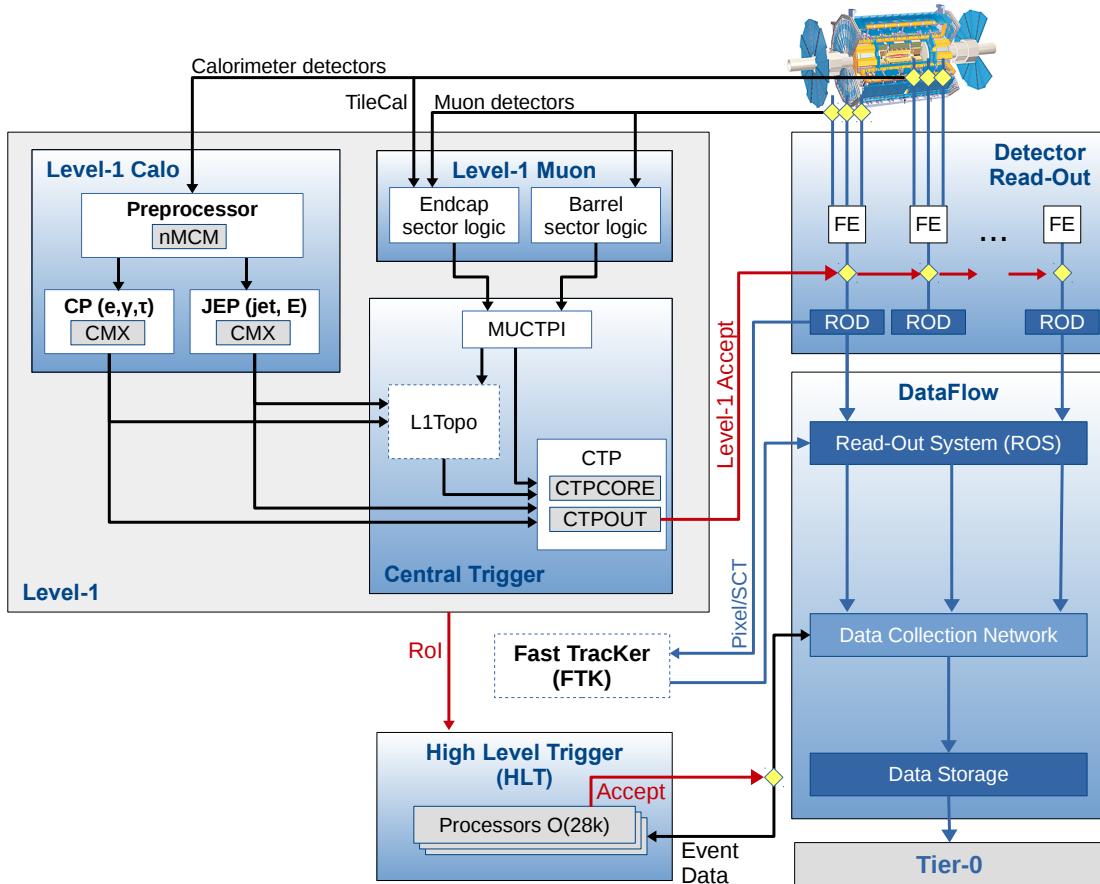 Calorimeter detectors
TileCal
Muon detectors
Level-1 Calo
Preprocessor
nMCM
CP (e,γ,τ)
CMX
JEP (jet, E)
CMX
Level-1 Muon
Endcap
sector logic
Barrel
sector logic
MUCTPI
L1Topo
CTP
CTPCORE
CTPOUT
Central Trigger
Level-1
Level-1 Accept
Detector
Read-Out
FE
FE
...
FE
ROD
ROD
ROD
DataFlow
Read-Out System (ROS)
Pixel/SCT
Data Collection Network
RoI
Fast TracKer
(FTK)
High Level Trigger
(HLT)
Accept
Processors O(28k)
Event
Data
Data Storage
Tier-0